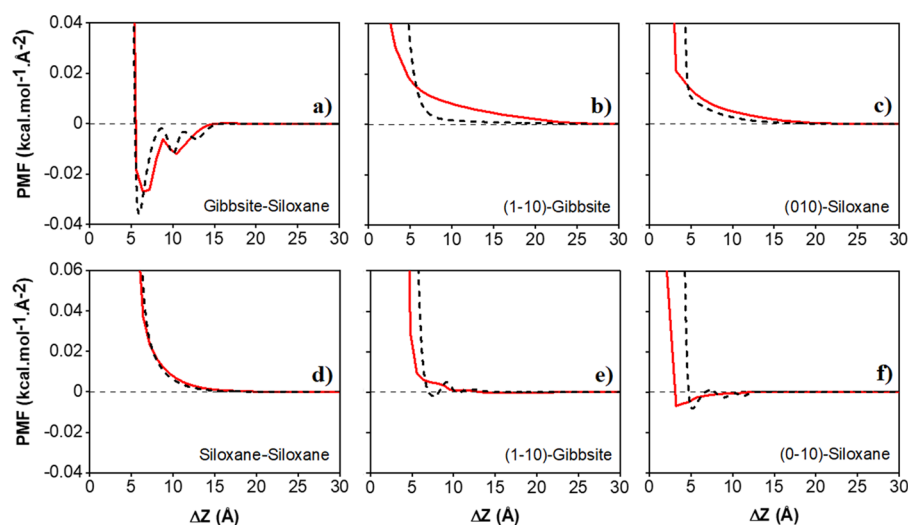 0.04
0.02
0
-0.02
-0.04
PMF (kcal.mol-1.Å-2)
a)
Gibbsite-Siloxane
0 5 10 15 20 25 30
b)
(1-10)-Gibbsite
0 5 10 15 20 25 30
c)
(010)-Siloxane
0 5 10 15 20 25 30
0.06
0.04
0.02
0
-0.02
-0.04
PMF (kcal.mol-1.Å-2)
d)
Siloxane-Siloxane
0 5 10 15 20 25 30
ΔZ (Å)
e)
(1-10)-Gibbsite
0 5 10 15 20 25 30
ΔZ (Å)
f)
(0-10)-Siloxane
0 5 10 15 20 25 30
ΔZ (Å)